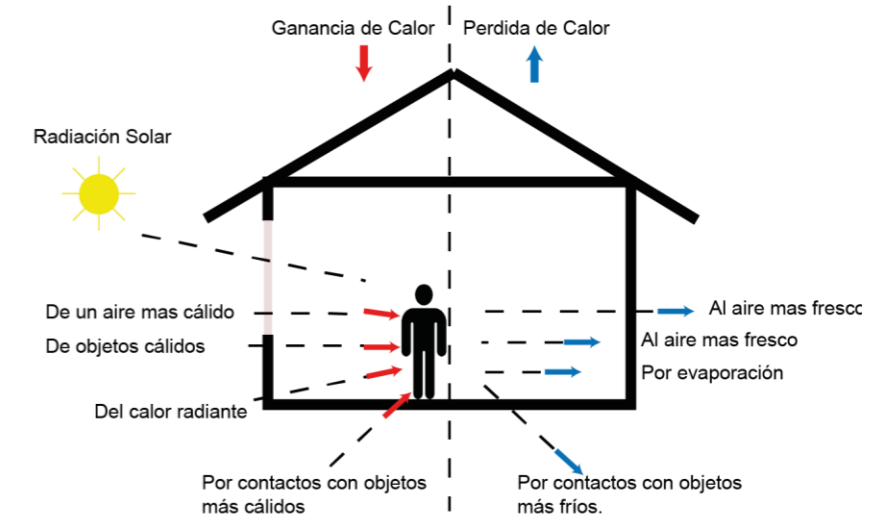 Ganancia de Calor
Perdida de Calor
Radiación Solar
De un aire mas cálido
De objetos cálidos
Del calor radiante
Por contactos con objetos
más cálidos
Al aire mas fresco
Al aire mas fresco
Por evaporación
Por contactos con objetos
más fríos.